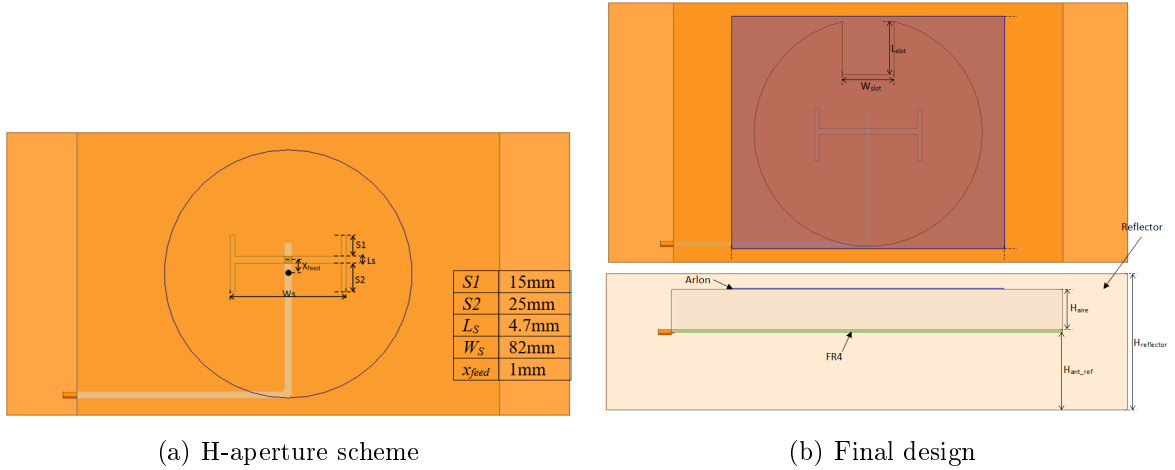 S1
Ls
Xfeed
S2
Ws
S1 15mm
S2 25mm
LS 4.7mm
WS 82mm
xfeed 1mm
(a) H-aperture scheme
Lslot
Wslot
Reflector
Arlon
Haire
Hreflector
FR4
Hant_ref
(b) Final design